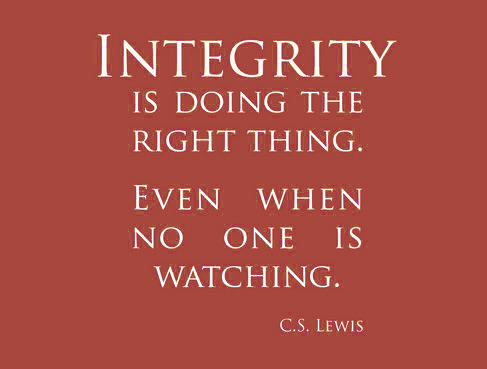 INTEGRITY
IS DOING THE
RIGHT THING.
EVEN WHEN
NO ONE IS
WATCHING.
C.S. LEWIS